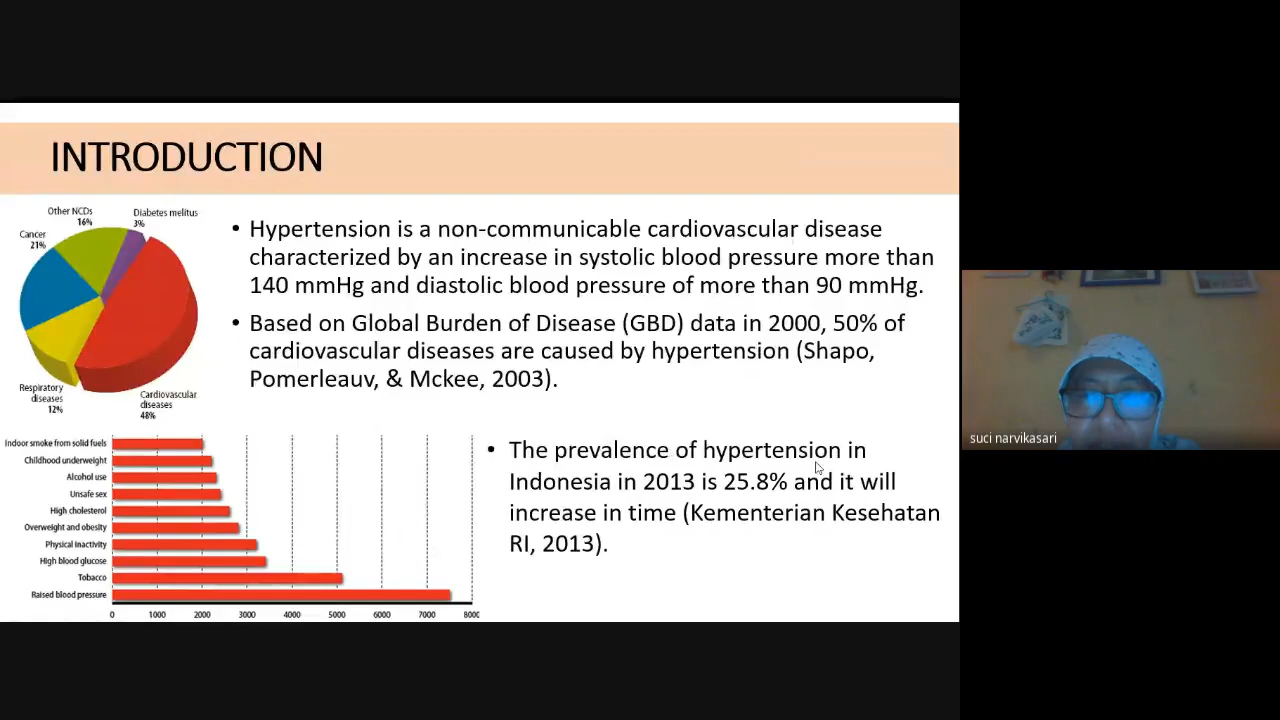 INTRODUCTION
Other NCDs
16%
Diabetes melitus
3%
Cancer
21%
Respiratory
diseases
12%
Cardiovascular
diseases
48%
• Hypertension is a non-communicable cardiovascular disease
characterized by an increase in systolic blood pressure more than
140 mmHg and diastolic blood pressure of more than 90 mmHg.
• Based on Global Burden of Disease (GBD) data in 2000, 50% of
cardiovascular diseases are caused by hypertension (Shapo,
Pomerleauv, & Mckee, 2003).
Indoor smoke from solid fuels
Childhood underweight
Alcohol use
Unsafe sex
High cholesterol
Overweight and obesity
Physical inactivity
High blood glucose
Tobacco
Raised blood pressure
0 1000 2000 3000 4000 5000 6000 7000 8000
• The prevalence of hypertension in
Indonesia in 2013 is 25.8% and it will
increase in time (Kementerian Kesehatan
RI, 2013).
suci narvikasari